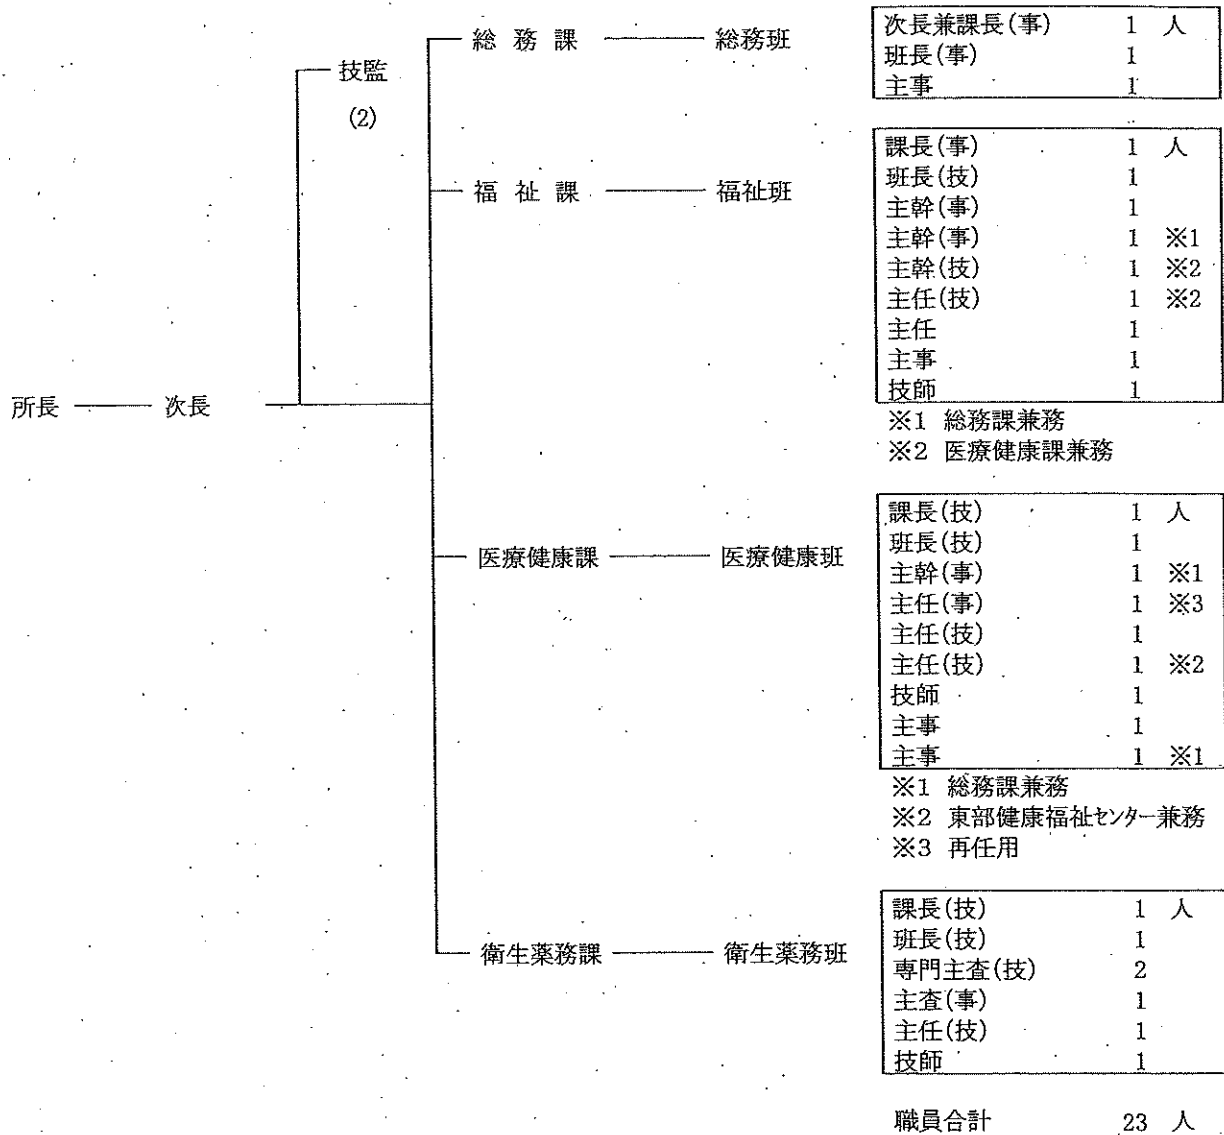 総務課 総務班
次長兼課長(事) 1 人
班長(事) 1
主事 1
技監
(2)
福祉課 福祉班
課長(事) 1 人
班長(技) 1
主幹(事) 1
主幹(事) 1 ※1
主幹(技) 1 ※2
主任(技) 1 ※2
主任 1
主事 1
技師 1
※1 総務課兼務
※2 医療健康課兼務
所長 次長
医療健康課 医療健康班
課長(技) 1 人
班長(技) 1
主幹(事) 1 ※1
主任(事) 1 ※3
主任(技) 1
主任(技) 1 ※2
技師 1
主事 1
主事 1 ※1
※1 総務課兼務
※2 東部健康福祉センター兼務
※3 再任用
衛生薬務課 衛生薬務班
課長(技) 1 人
班長(技) 1
専門主査(技) 2
主査(事) 1
主任(技) 1
技師 1
職員合計 23 人